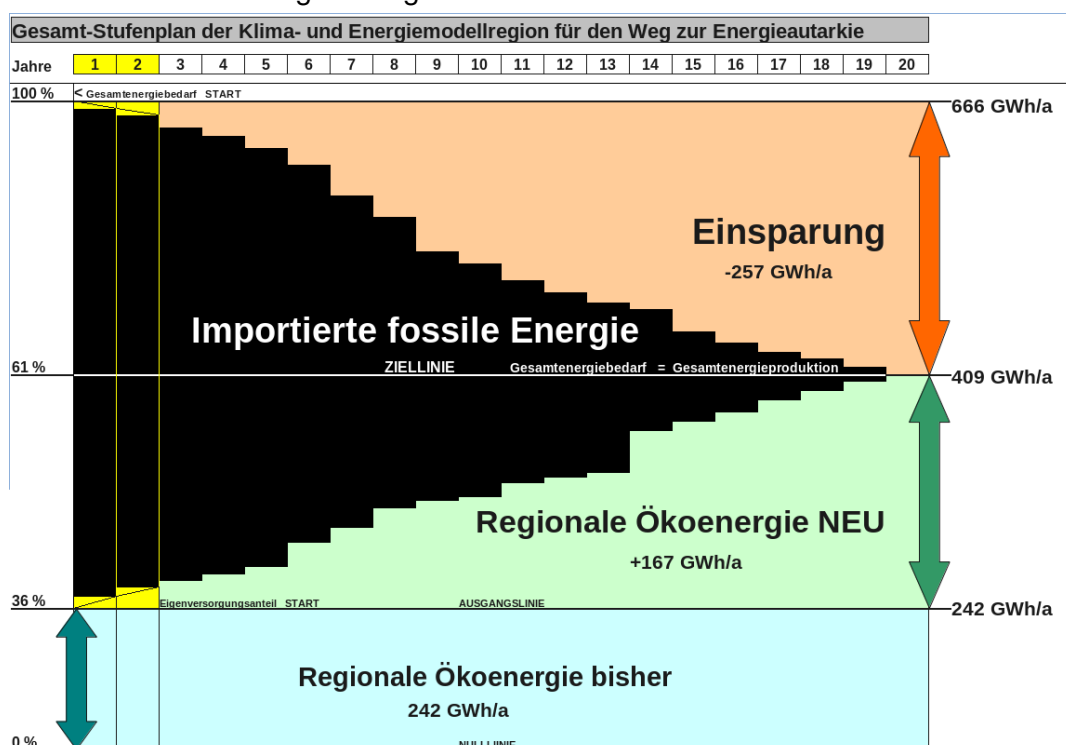 Gesamt-Stufenplan der Klima- und Energiemodellregion für den Weg zur Energieautarkie
Jahre 1 2 3 4 5 6 7 8 9 10 11 12 13 14 15 16 17 18 19 20
100 % < Gesamtenergiebedarf START
666 GWh/a
Einsparung
-257 GWh/a
Importierte fossile Energie
61 % ZIELLINIE Gesamtenergiebedarf = Gesamtenergieproduktion
409 GWh/a
Regionale Ökoenergie NEU
+167 GWh/a
36 % Eigenversorgungsanteil START AUSGANGSLINIE
242 GWh/a
Regionale Ökoenergie bisher
242 GWh/a
0 % NULLLINIE